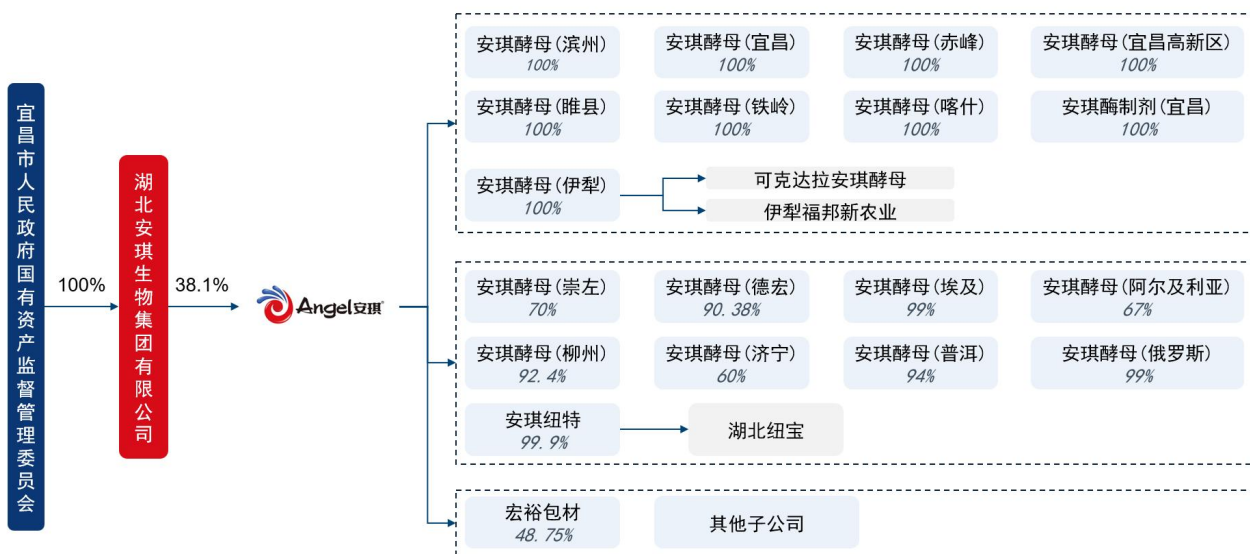 宜昌市人民政府国有资产监督管理委员会
100%
湖北安琪生物集团有限公司
38.1%
Angel安琪®
安琪酵母(滨州)
100%
安琪酵母(宜昌)
100%
安琪酵母(赤峰)
100%
安琪酵母(宜昌高新区)
100%
安琪酵母(睢县)
100%
安琪酵母(铁岭)
100%
安琪酵母(喀什)
100%
安琪酶制剂(宜昌)
100%
安琪酵母(伊犁)
100%
可克达拉安琪酵母
伊犁福邦新农业
安琪酵母(崇左)
70%
安琪酵母(德宏)
90.38%
安琪酵母(埃及)
99%
安琪酵母(阿尔及利亚)
67%
安琪酵母(柳州)
92.4%
安琪酵母(济宁)
60%
安琪酵母(普洱)
94%
安琪酵母(俄罗斯)
99%
安琪纽特
99.9%
湖北纽宝
宏裕包材
48.75%
其他子公司